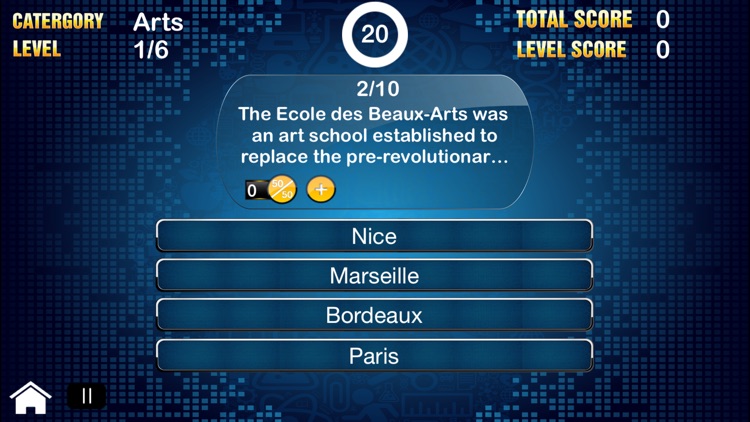 CATERGORY Arts
LEVEL 1/6
20
TOTAL SCORE 0
LEVEL SCORE 0
2/10
The Ecole des Beaux-Arts was
an art school established to
replace the pre-revolutionar...
0 50/50 +
Nice
Marseille
Bordeaux
Paris